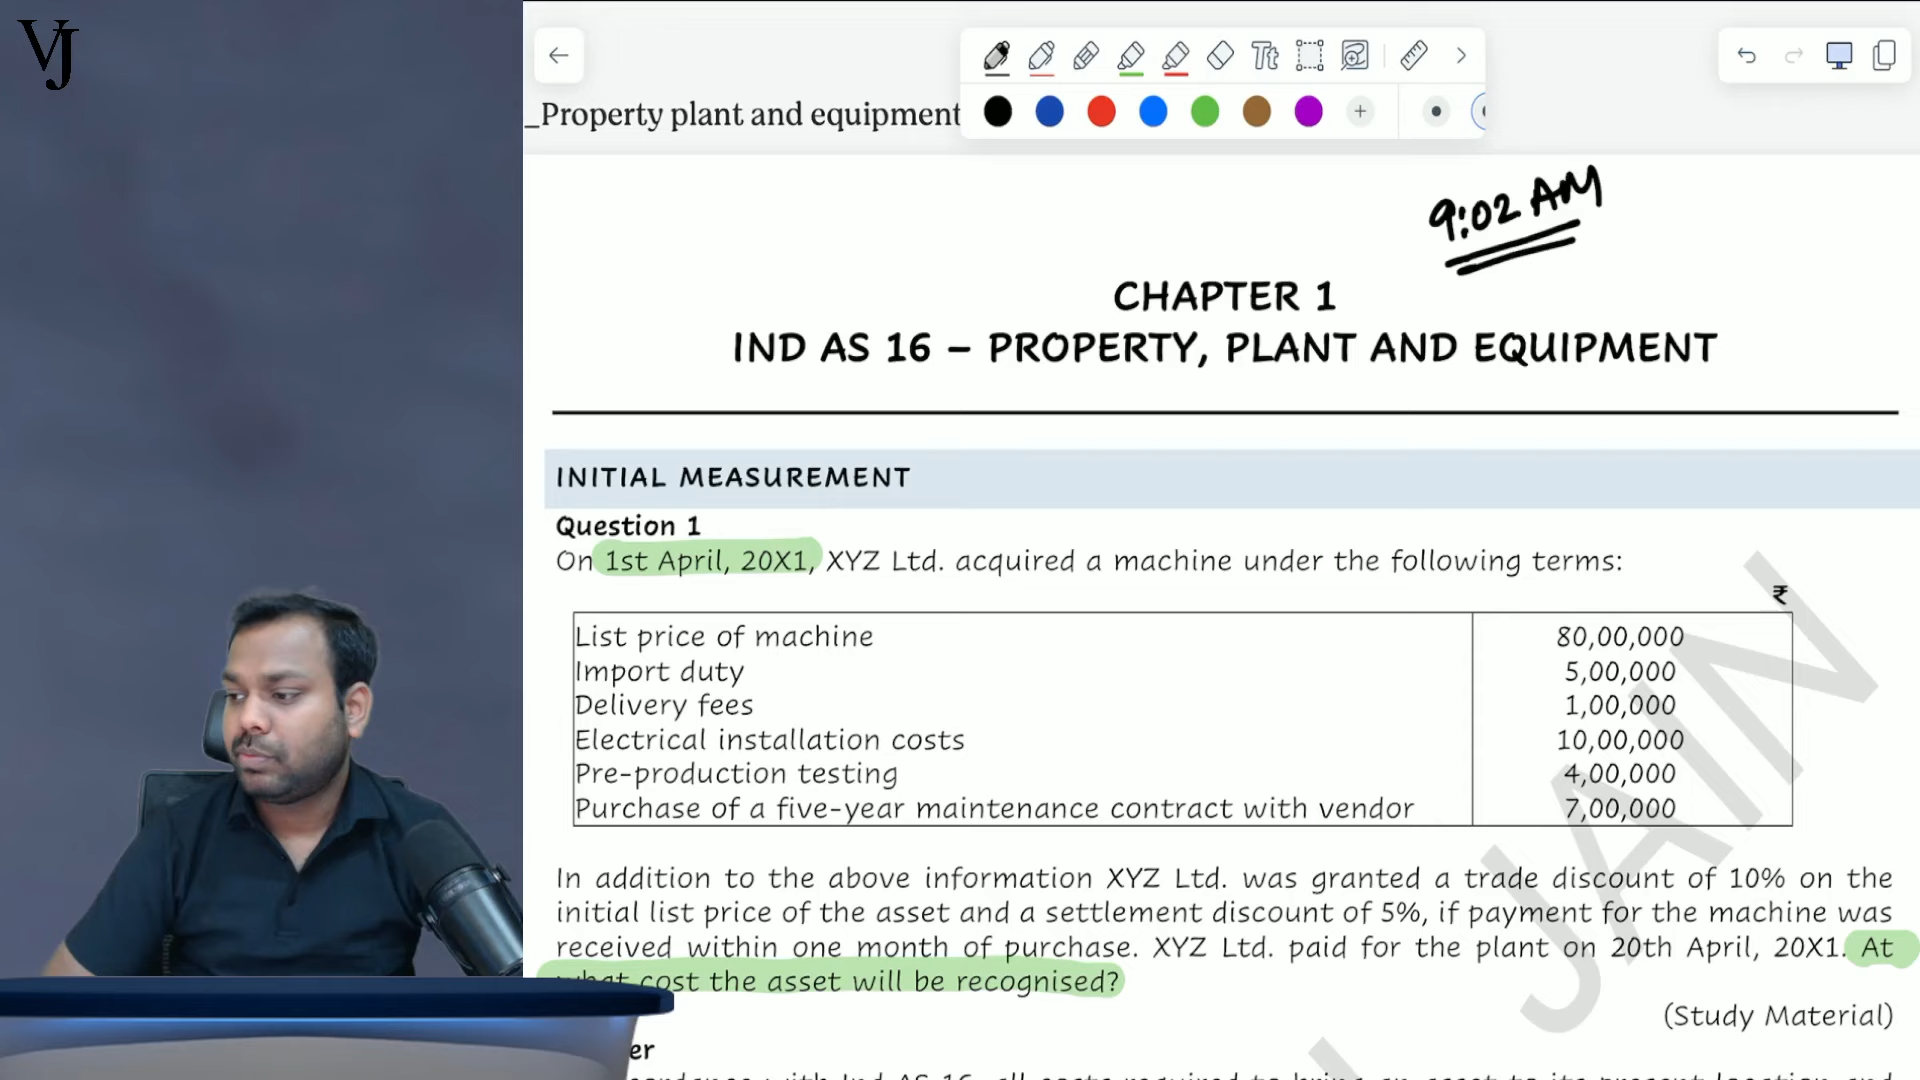 VJ
_Property plant and equipment
Tt
9:02 AM
CHAPTER 1
IND AS 16 – PROPERTY, PLANT AND EQUIPMENT
INITIAL MEASUREMENT
Question 1
On 1st April, 20X1, XYZ Ltd. acquired a machine under the following terms:
₹
List price of machine 80,00,000
Import duty 5,00,000
Delivery fees 1,00,000
Electrical installation costs 10,00,000
Pre-production testing 4,00,000
Purchase of a five-year maintenance contract with vendor 7,00,000
In addition to the above information XYZ Ltd. was granted a trade discount of 10% on the
initial list price of the asset and a settlement discount of 5%, if payment for the machine was
received within one month of purchase. XYZ Ltd. paid for the plant on 20th April, 20X1. At
what cost the asset will be recognised?
(Study Material)
JAIN